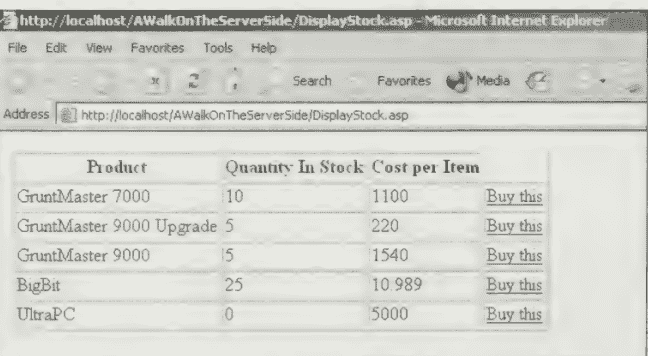 http://localhost/AWalkOnTheServerSide/DisplayStock.asp - Microsoft Internet Explorer
File Edit View Favorites Tools Help
Search Favorites Media
Address http://localhost/AWalkOnTheServerSide/DisplayStock.asp
Product Quantity In Stock Cost per Item
GruntMaster 7000 10 1100 Buy this
GruntMaster 9000 Upgrade 5 220 Buy this
GruntMaster 9000 5 1540 Buy this
BigBit 25 10 989 Buy this
UltraPC 0 5000 Buy this